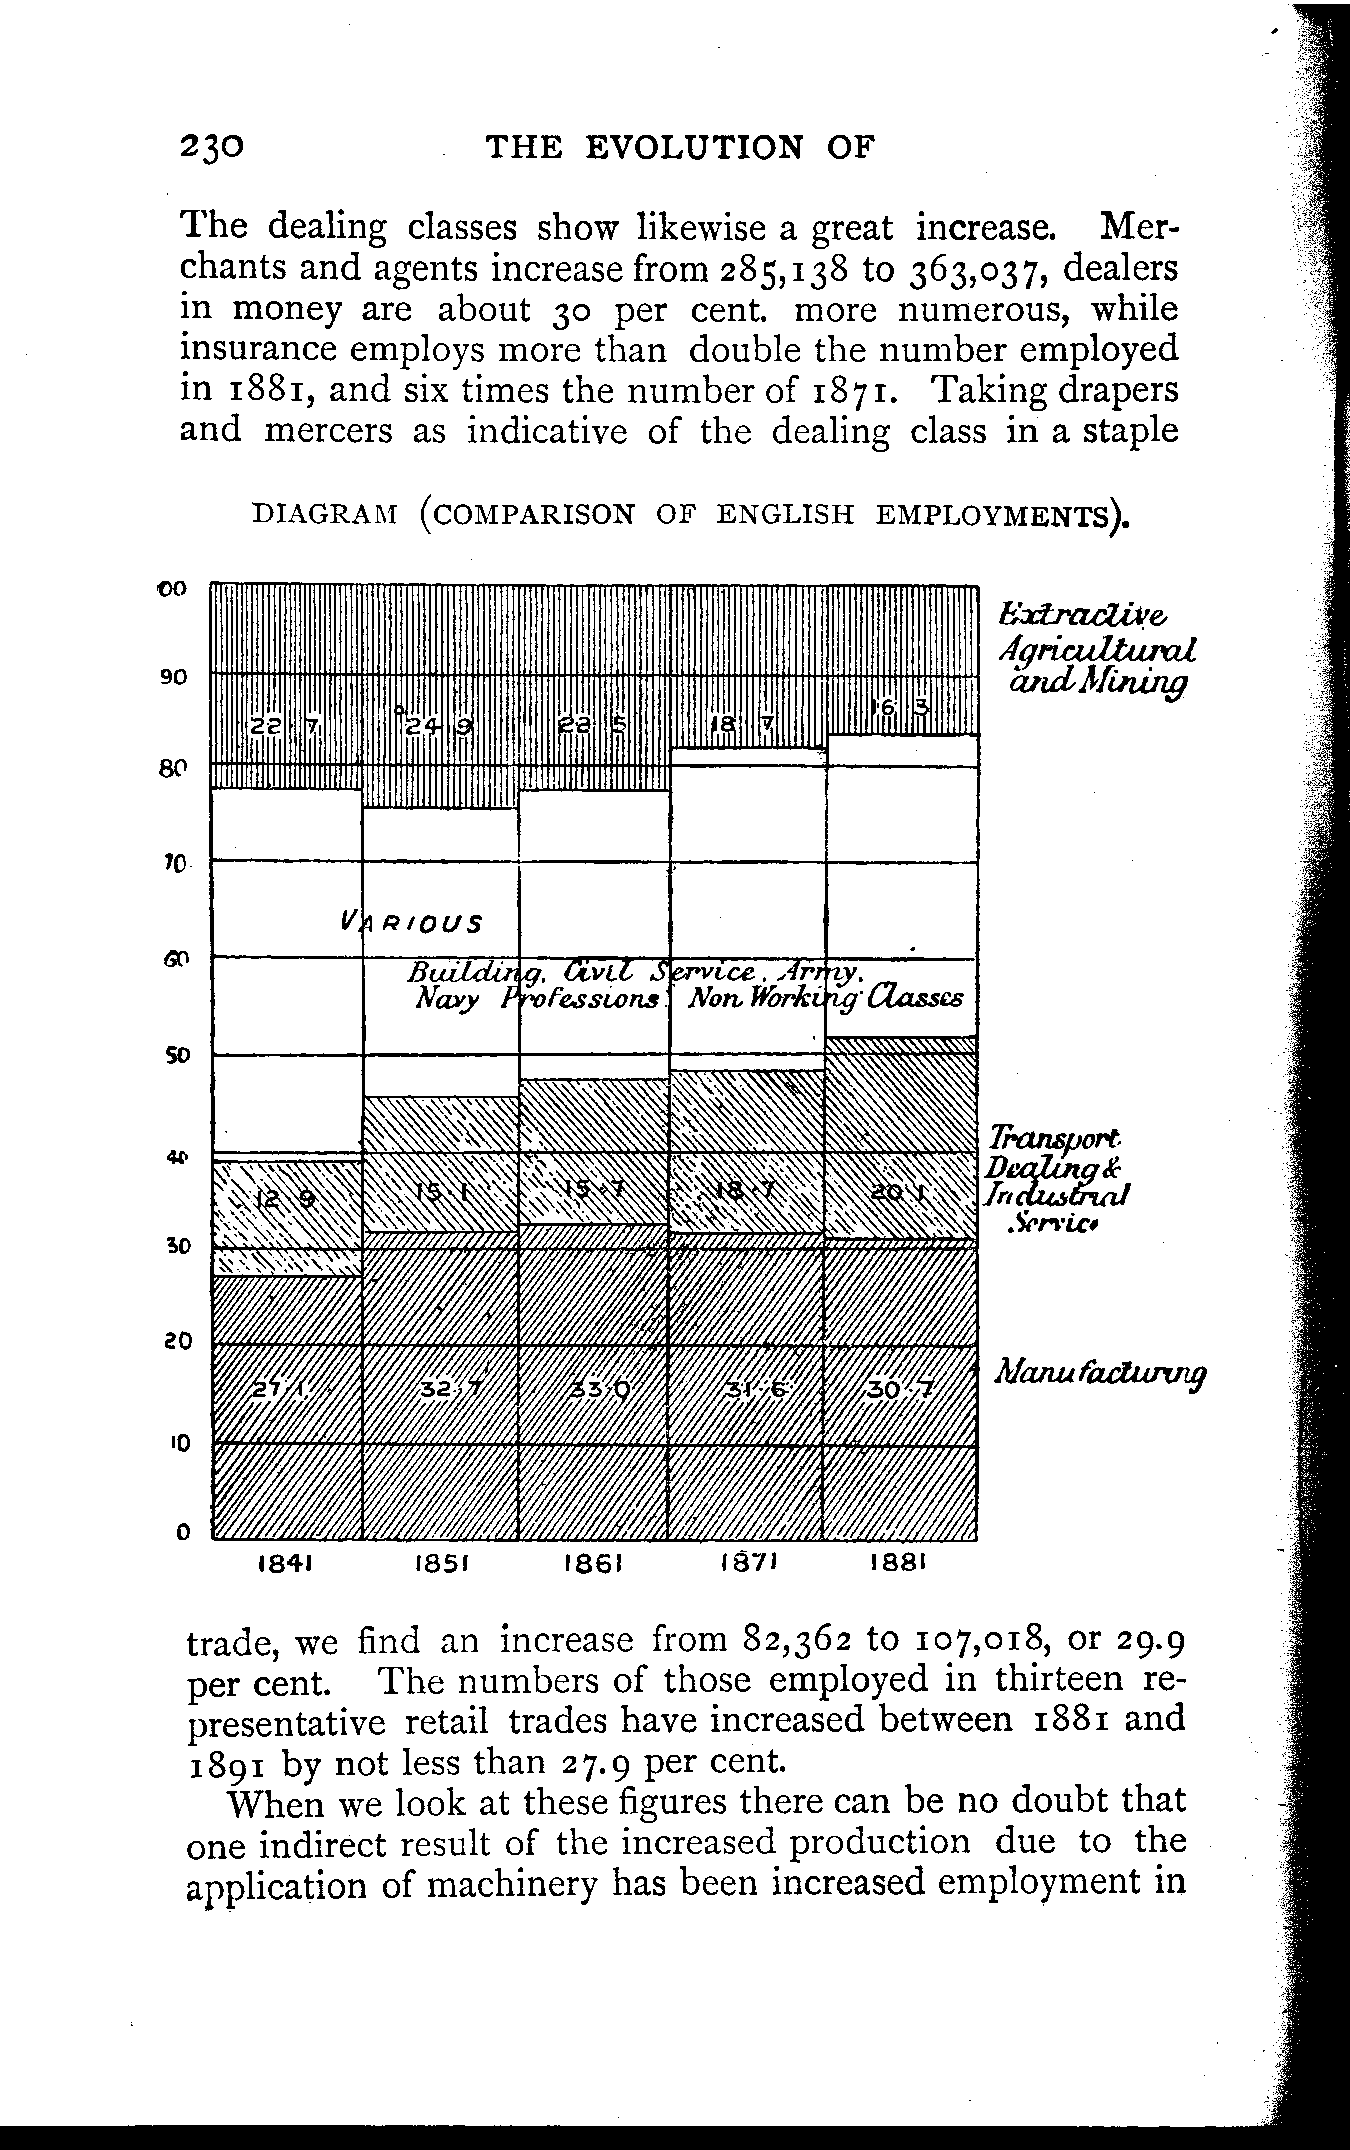 230 THE EVOLUTION OF
The dealing classes show likewise a great increase. Mer-
chants and agents increase from 285,138 to 363,037, dealers
in money are about 30 per cent. more numerous, while
insurance employs more than double the number employed
in 1881, and six times the number of 1871. Taking drapers
and mercers as indicative of the dealing class in a staple
DIAGRAM (COMPARISON OF ENGLISH EMPLOYMENTS).
00
Extractive
Agricultural
and Mining
90
22.7 24.9 22.5 18.7 16.3
80
70
VARIOUS
60
Building, Civil Service, Army,
Navy Professions Non Working Classes
50
40
Transport
Dealing &
Industrial
Service
12.9 15.1 15.7 18.7 20.1
30
20
Manufacturing
27.1 32.7 33.0 31.6 30.7
10
0
1841 1851 1861 1871 1881
trade, we find an increase from 82,362 to 107,018, or 29.9
per cent. The numbers of those employed in thirteen re-
presentative retail trades have increased between 1881 and
1891 by not less than 27.9 per cent.
When we look at these figures there can be no doubt that
one indirect result of the increased production due to the
application of machinery has been increased employment in